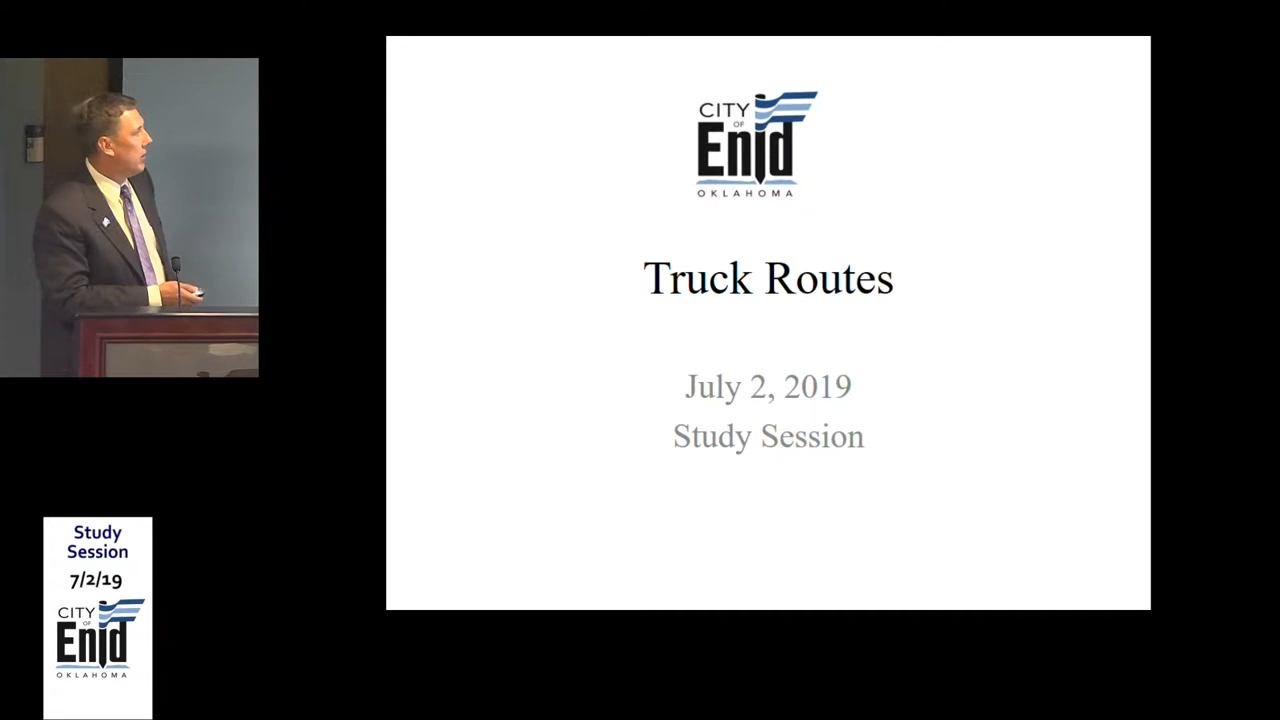 CITY
OF
Enid
OKLAHOMA
Truck Routes
July 2, 2019
Study Session
Study
Session
7/2/19
CITY
OF
Enid
OKLAHOMA